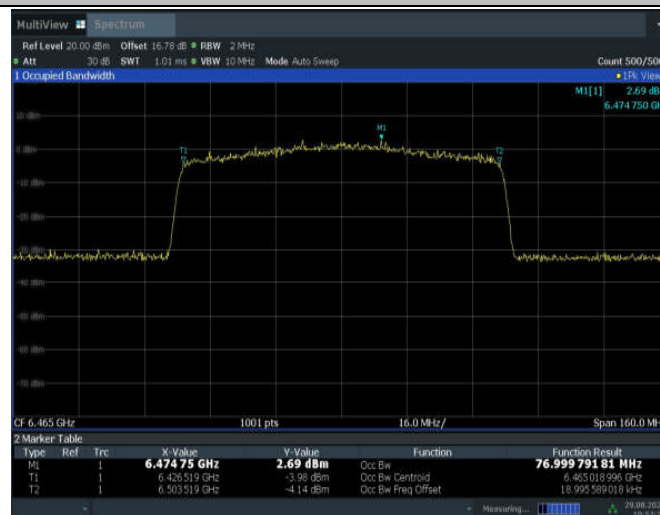 MultiView Spectrum
Ref Level 20.00 dBm Offset 16.78 dB RBW 2 MHz
Att 30 dB SWT 1.01 ms VBW 10 MHz Mode Auto Sweep Count 500/500
1 Occupied Bandwidth 1Pk View
M1[1] 2.69 dB
6.474 750 GH
10 dBm
M1
0 dBm
T1 T2
-10 dBm
-20 dBm
-30 dBm
-40 dBm
-60 dBm
-70 dBm
CF 6.465 GHz 1001 pts 16.0 MHz/ Span 160.0 MH
2 Marker Table
Type Ref Trc X-Value Y-Value Function Function Result
M1 1 6.474 75 GHz 2.69 dBm Occ Bw 76.999 791 81 MHz
T1 1 6.426 519 GHz -3.98 dBm Occ Bw Centroid 6.465 018 996 GHz
T2 1 6.503 519 GHz -4.14 dBm Occ Bw Freq Offset 18.995 589 018 kHz
Measuring... 29.08.202